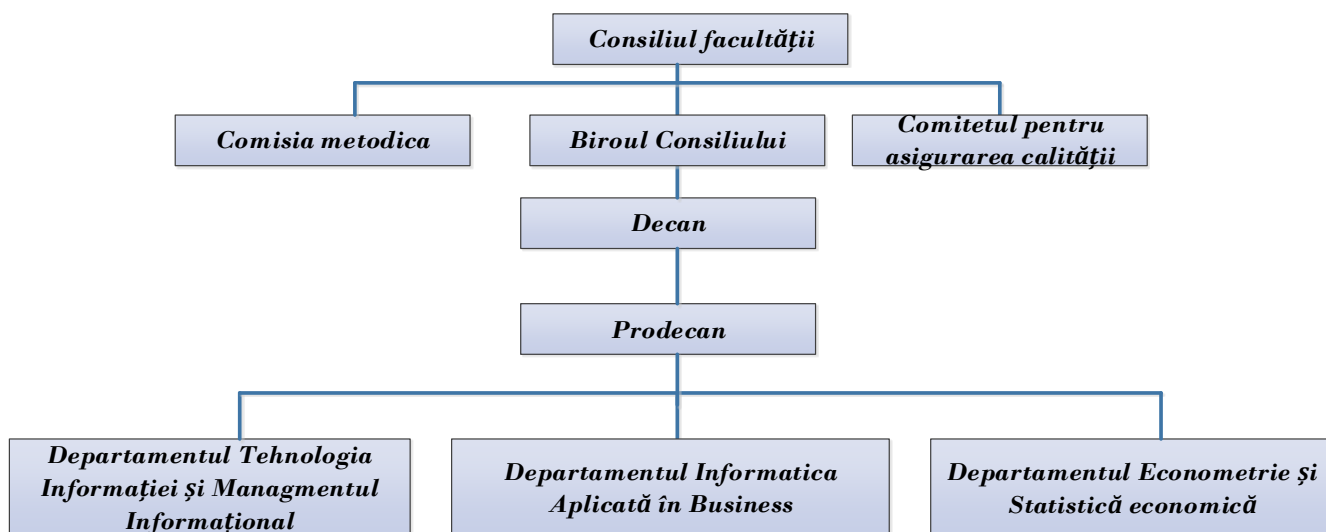 Consiliul facultății
Comisia metodica
Biroul Consiliului
Comitetul pentru
asigurarea calității
Decan
Prodecan
Departamentul Tehnologia
Informației și Managmentul
Informațional
Departamentul Informatica
Aplicată în Business
Departamentul Econometrie și
Statistică economică